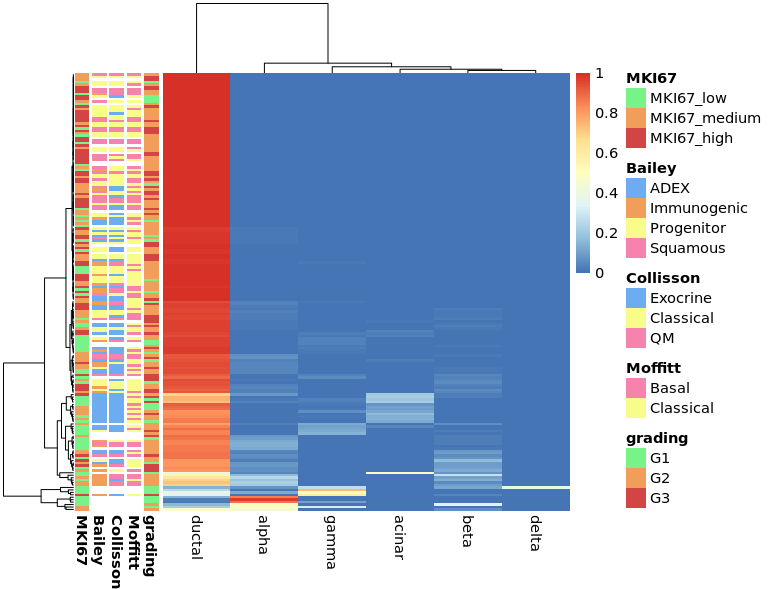 1
0.8
0.6
0.4
0.2
0
MKI67
MKI67_low
MKI67_medium
MKI67_high
Bailey
ADEX
Immunogenic
Progenitor
Squamous
Collisson
Exocrine
Classical
QM
Moffitt
Basal
Classical
grading
G1
G2
G3
MKI67
Bailey
Collisson
Moffitt
grading
ductal
alpha
gamma
acinar
beta
delta